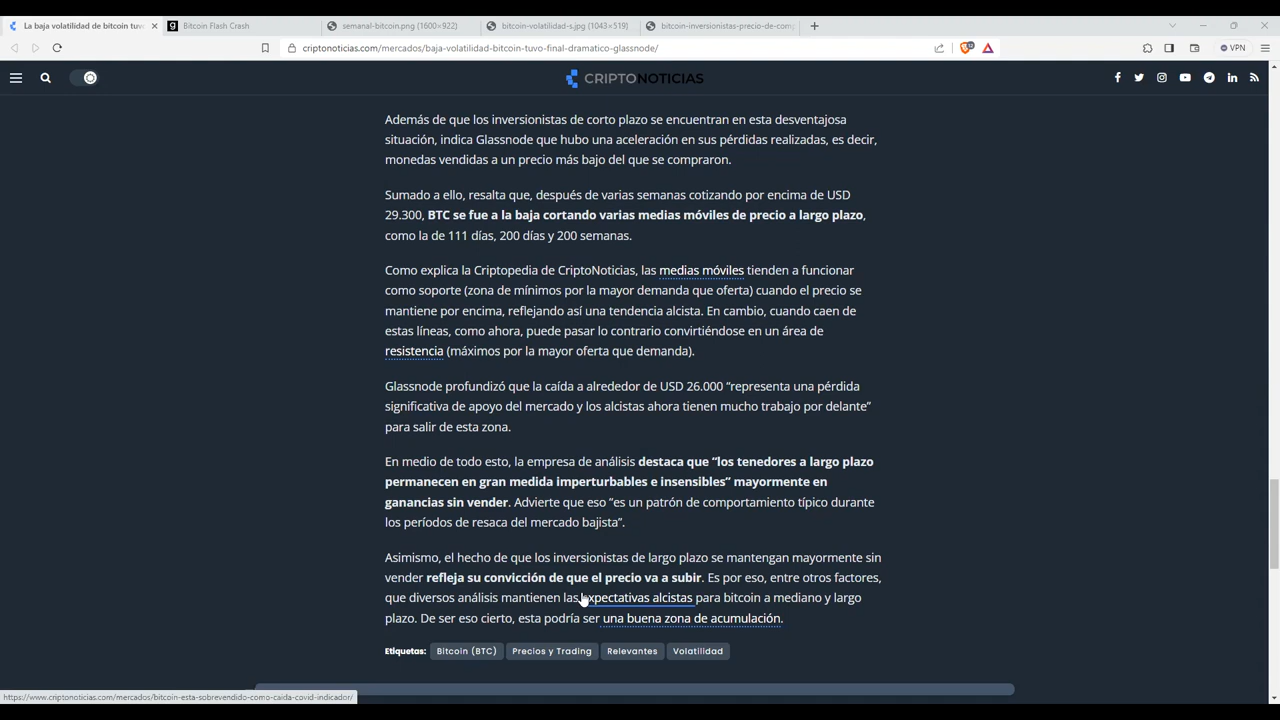 La baja volatilidad de bitcoin tuv
Bitcoin Flash Crash
semanal-bitcoin.png (1600×922)
bitcoin-volatilidad-s.jpg (1043×519)
bitcoin-inversionistas-precio-de-com
criptonoticias.com/mercados/baja-volatilidad-bitcoin-tuvo-final-dramatico-glassnode/
VPN
CRIPTONOTICIAS
Además de que los inversionistas de corto plazo se encuentran en esta desventajosa
situación, indica Glassnode que hubo una aceleración en sus pérdidas realizadas, es decir,
monedas vendidas a un precio más bajo del que se compraron.
Sumado a ello, resalta que, después de varias semanas cotizando por encima de USD
29.300, BTC se fue a la baja cortando varias medias móviles de precio a largo plazo,
como la de 111 días, 200 días y 200 semanas.
Como explica la Criptopedia de CriptoNoticias, las medias móviles tienden a funcionar
como soporte (zona de mínimos por la mayor demanda que oferta) cuando el precio se
mantiene por encima, reflejando así una tendencia alcista. En cambio, cuando caen de
estas líneas, como ahora, puede pasar lo contrario convirtiéndose en un área de
resistencia (máximos por la mayor oferta que demanda).
Glassnode profundizó que la caída a alrededor de USD 26.000 “representa una pérdida
significativa de apoyo del mercado y los alcistas ahora tienen mucho trabajo por delante”
para salir de esta zona.
En medio de todo esto, la empresa de análisis destaca que “los tenedores a largo plazo
permanecen en gran medida imperturbables e insensibles” mayormente en
ganancias sin vender. Advierte que eso “es un patrón de comportamiento típico durante
los períodos de resaca del mercado bajista”.
Asimismo, el hecho de que los inversionistas de largo plazo se mantengan mayormente sin
vender refleja su convicción de que el precio va a subir. Es por eso, entre otros factores,
que diversos análisis mantienen las expectativas alcistas para bitcoin a mediano y largo
plazo. De ser eso cierto, esta podría ser una buena zona de acumulación.
Etiquetas: Bitcoin (BTC) Precios y Trading Relevantes Volatilidad
https://www.criptonoticias.com/mercados/bitcoin-esta-sobrevendido-como-caida-covid-indicador/